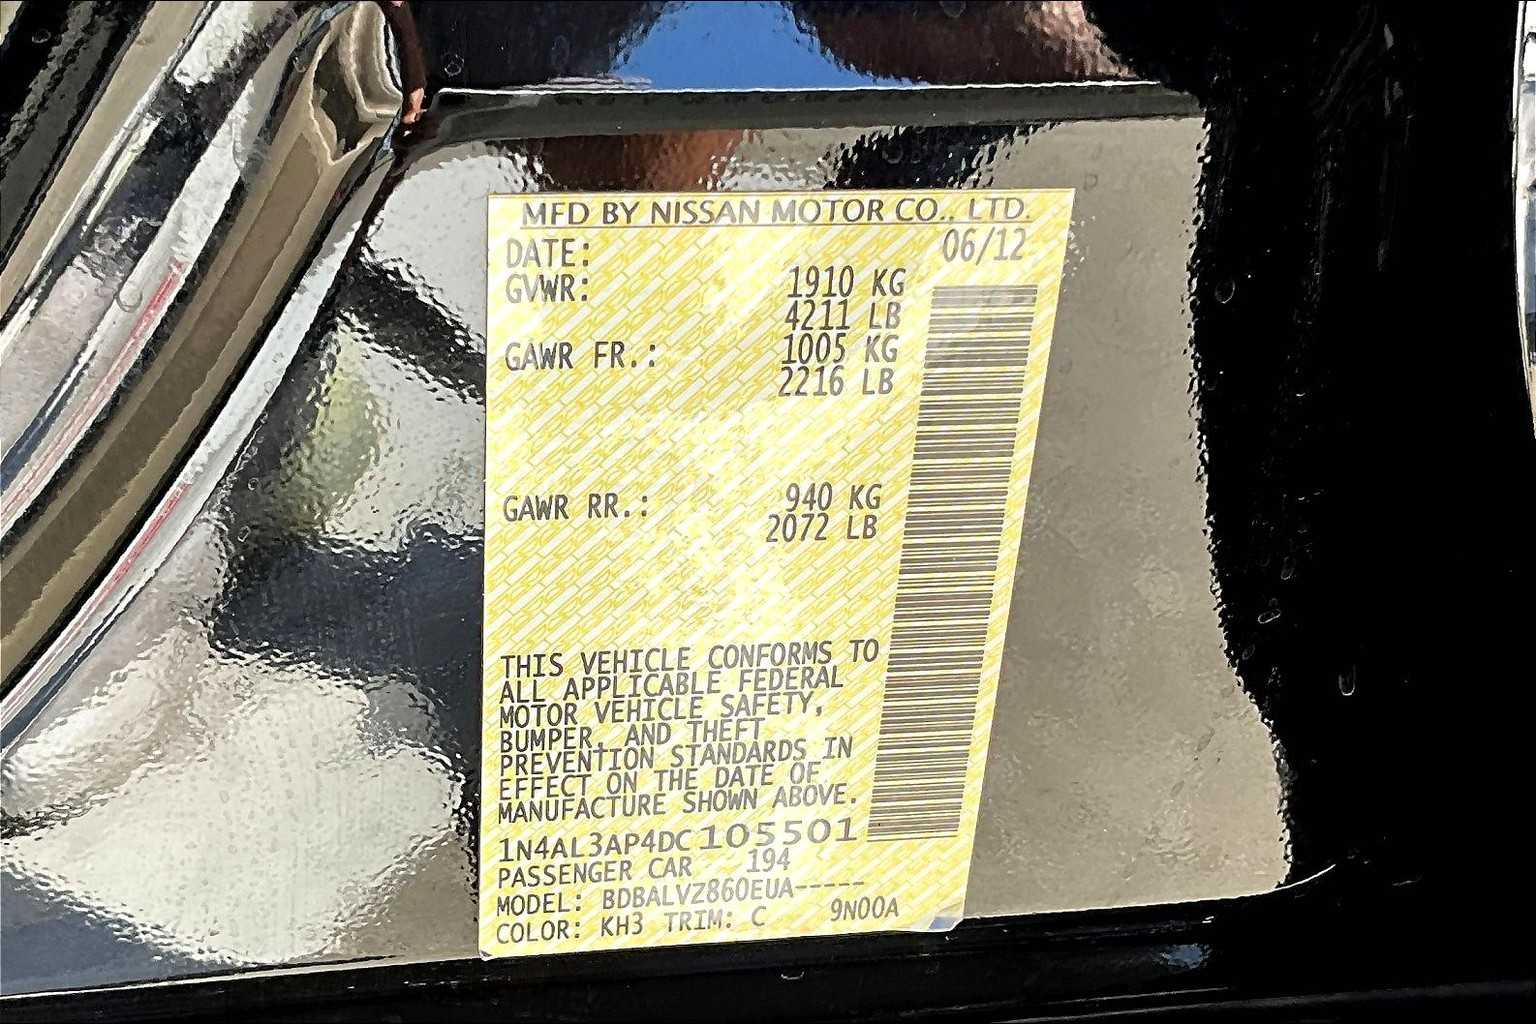 MFD BY NISSAN MOTOR CO., LTD.
DATE: 06/12
GVWR: 1910 KG
4211 LB
GAWR FR.: 1005 KG
2216 LB
GAWR RR.: 940 KG
2072 LB
THIS VEHICLE CONFORMS TO
ALL APPLICABLE FEDERAL
MOTOR VEHICLE SAFETY,
BUMPER, AND THEFT
PREVENTION STANDARDS IN
EFFECT ON THE DATE OF
MANUFACTURE SHOWN ABOVE.
1N4AL3AP4DC105501
PASSENGER CAR 194
MODEL: BDBALVZ860EUA-----
COLOR: KH3 TRIM: C 9N00A